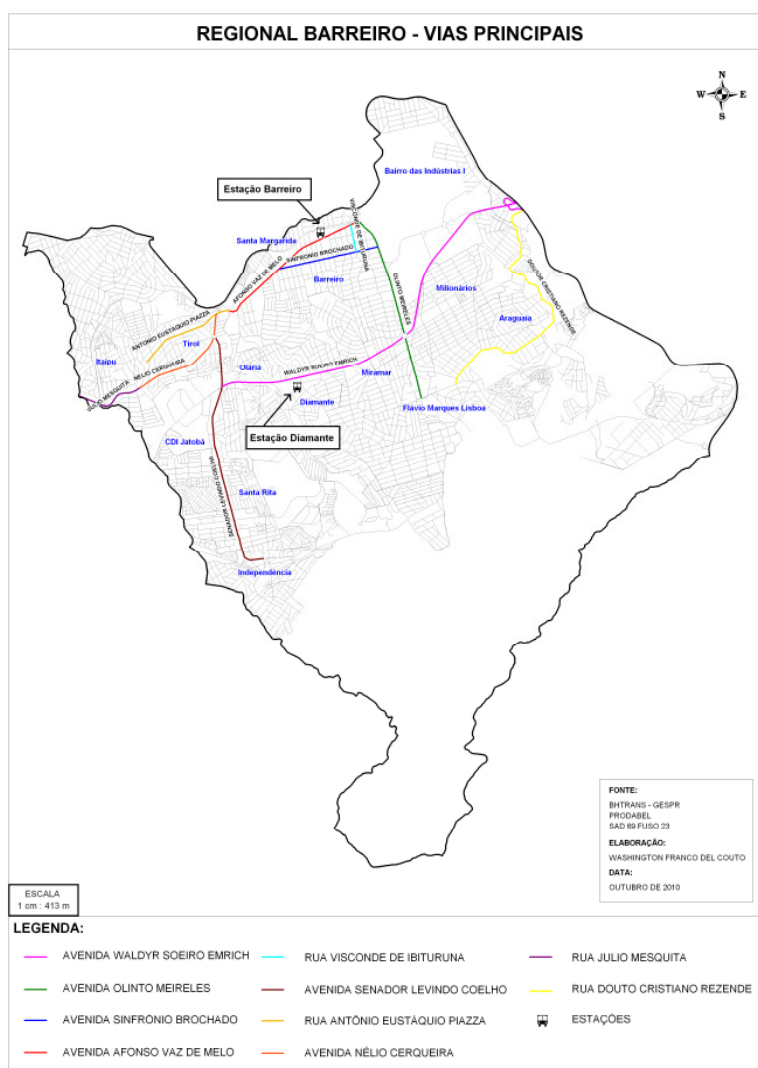 REGIONAL BARREIRO - VIAS PRINCIPAIS
N
W E
S
Bairro das Indústrias I
Estação Barreiro
VISCONDE DE IBITURUNA
Santa Margarida
SINFRONIO BROCHADO
Barreiro
AFONSO VAZ DE MELO
OLINTO MEIRELES
Milionários
DOUTOR CRISTIANO REZENDE
Araguaia
ANTONIO EUSTAQUIO PIAZZA
Tirol
Itaipu
NELIO CERQUEIRA
JULIO MESQUITA
Olaria
WALDYR SOEIRO EMRICH
Miramar
Diamante
Flávio Marques Lisboa
Estação Diamante
CDI Jatobá
SENADOR LEVINDO COELHO
Santa Rita
Independência
FONTE:
BHTRANS - GESPR
PRODABEL
SAD 69 FUSO 23
ELABORAÇÃO:
WASHINGTON FRANCO DEL COUTO
DATA:
OUTUBRO DE 2010
ESCALA
1 cm : 413 m
LEGENDA:
AVENIDA WALDYR SOEIRO EMRICH
RUA VISCONDE DE IBITURUNA
RUA JULIO MESQUITA
AVENIDA OLINTO MEIRELES
AVENIDA SENADOR LEVINDO COELHO
RUA DOUTO CRISTIANO REZENDE
AVENIDA SINFRÔNIO BROCHADO
RUA ANTÔNIO EUSTÁQUIO PIAZZA
ESTAÇÕES
AVENIDA AFONSO VAZ DE MELO
AVENIDA NÉLIO CERQUEIRA